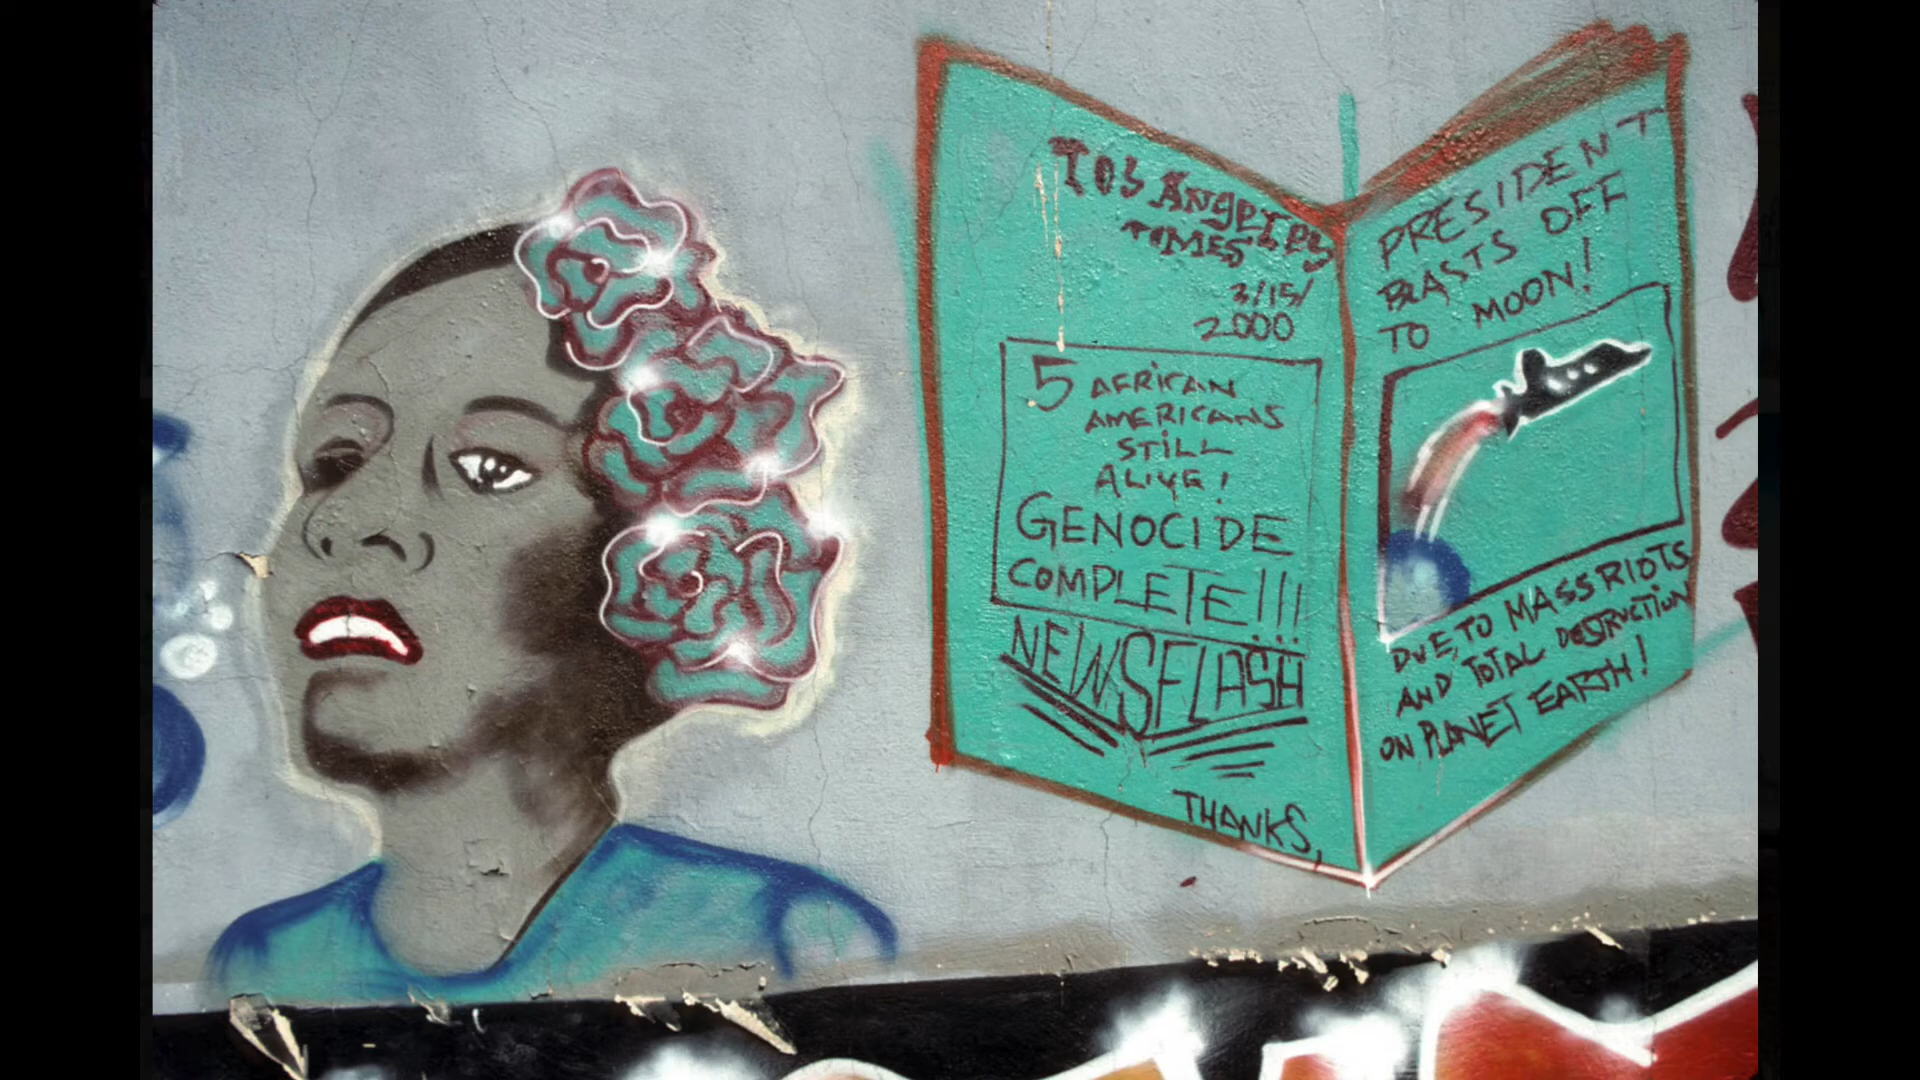 Los Angeles
TIMES
3/15/
2000
5 AFRICAN
AMERICANS
STILL
ALIVE!
GENOCIDE
COMPLETE!!!
NEWSFLASH
THANKS,
PRESIDENT
BLASTS OFF
TO MOON!
DUE TO MASS RIOTS
AND TOTAL DESTRUCTION
ON PLANET EARTH!